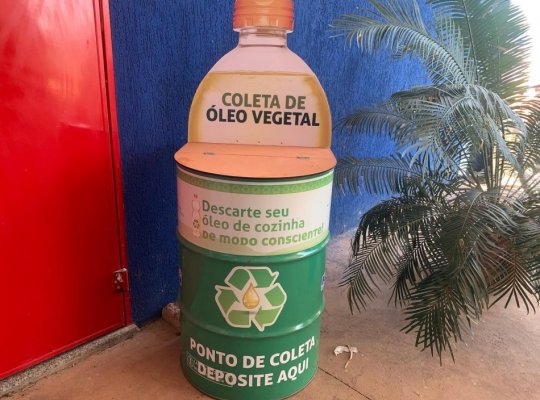 COLETA DE
ÓLEO VEGETAL
Descarte seu
óleo de cozinha
de modo consciente!
PONTO DE COLETA
DEPOSITE AQUI